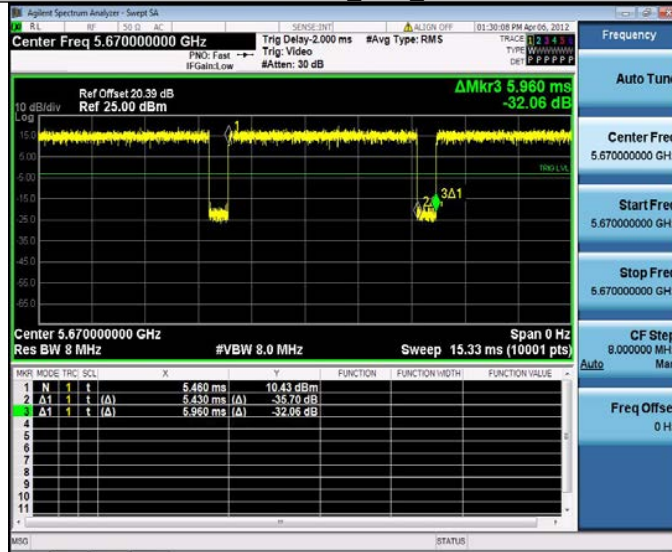 Agilent Spectrum Analyzer - Swept SA
RL RF 50 Ω AC SENSE:INT ALIGN OFF 01:30:08 PM Apr 06, 2012
Center Freq 5.670000000 GHz
PNO: Fast
IFGain:Low
Trig Delay-2.000 ms
Trig: Video
#Atten: 30 dB
#Avg Type: RMS
TRACE 1 2 3 4 5 6
TYPE WWWWWW
DET P P P P P P
Frequency
Auto Tune
Ref Offset 20.39 dB
10 dB/div Ref 25.00 dBm
Log
ΔMkr3 5.960 ms
-32.06 dB
15.0
5.00
-5.00
-15.0
-25.0
-35.0
-45.0
-55.0
-65.0
TRIG LVL
1
2
3Δ1
Center Freq
5.670000000 GH
Start Freq
5.670000000 GH
Stop Freq
5.670000000 GH
CF Step
8.000000 MH
Auto Man
Freq Offset
0 H
Center 5.670000000 GHz Span 0 Hz
Res BW 8 MHz #VBW 8.0 MHz Sweep 15.33 ms (10001 pts)
MKR MODE TRC SCL X Y FUNCTION FUNCTION WIDTH FUNCTION VALUE
1 N 1 t 5.460 ms 10.43 dBm
2 Δ1 1 t (Δ) 5.430 ms (Δ) -35.70 dB
3 Δ1 1 t (Δ) 5.960 ms (Δ) -32.06 dB
4
5
6
7
8
9
10
11
MSG STATUS